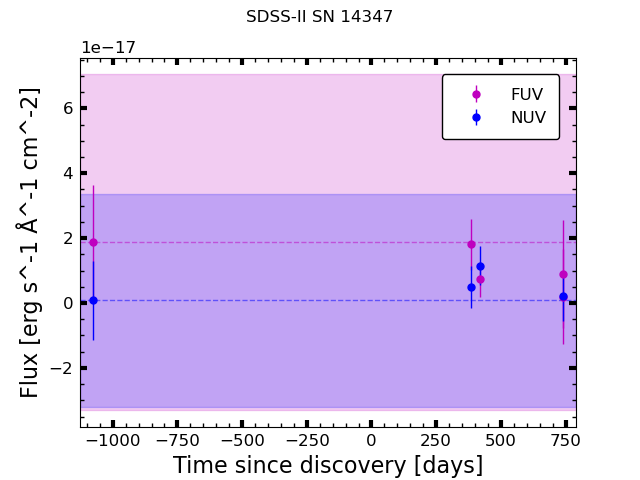 SDSS-II SN 14347
1e−17
FUV
NUV
6
4
2
0
−2
Flux [erg s^-1 Å^-1 cm^-2]
−1000 −750 −500 −250 0 250 500 750
Time since discovery [days]